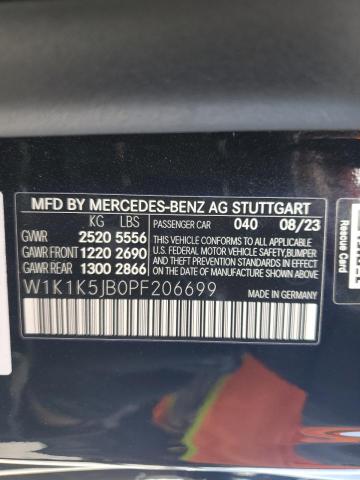 MFD BY MERCEDES-BENZ AG STUTTGART
KG LBS PASSENGER CAR 040 08/23
GVWR 2520 5556
GAWR FRONT 1220 2690
GAWR REAR 1300 2866
THIS VEHICLE CONFORMS TO ALL APPLICABLE
U.S. FEDERAL MOTOR VEHICLE SAFETY,BUMPER
AND THEFT PREVENTION STANDARDS IN EFFECT
ON THE DATE OF MANUFACTURE SHOWN ABOVE.
W1K1K5JB0PF206699
MADE IN GERMANY
Rescue Card